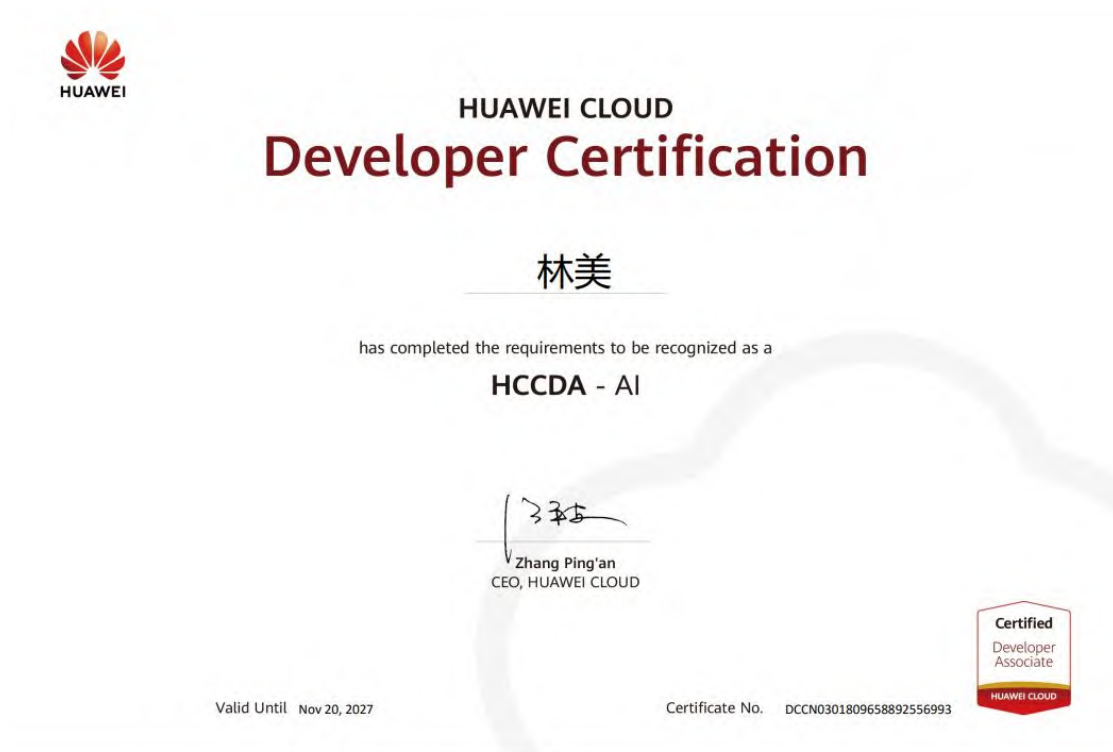 HUAWEI
HUAWEI CLOUD
Developer Certification
林美
has completed the requirements to be recognized as a
HCCDA - AI
Zhang Ping'an
CEO, HUAWEI CLOUD
Certified
Developer
Associate
HUAWEI CLOUD
Valid Until Nov 20, 2027
Certificate No. DCCN0301809658892556993